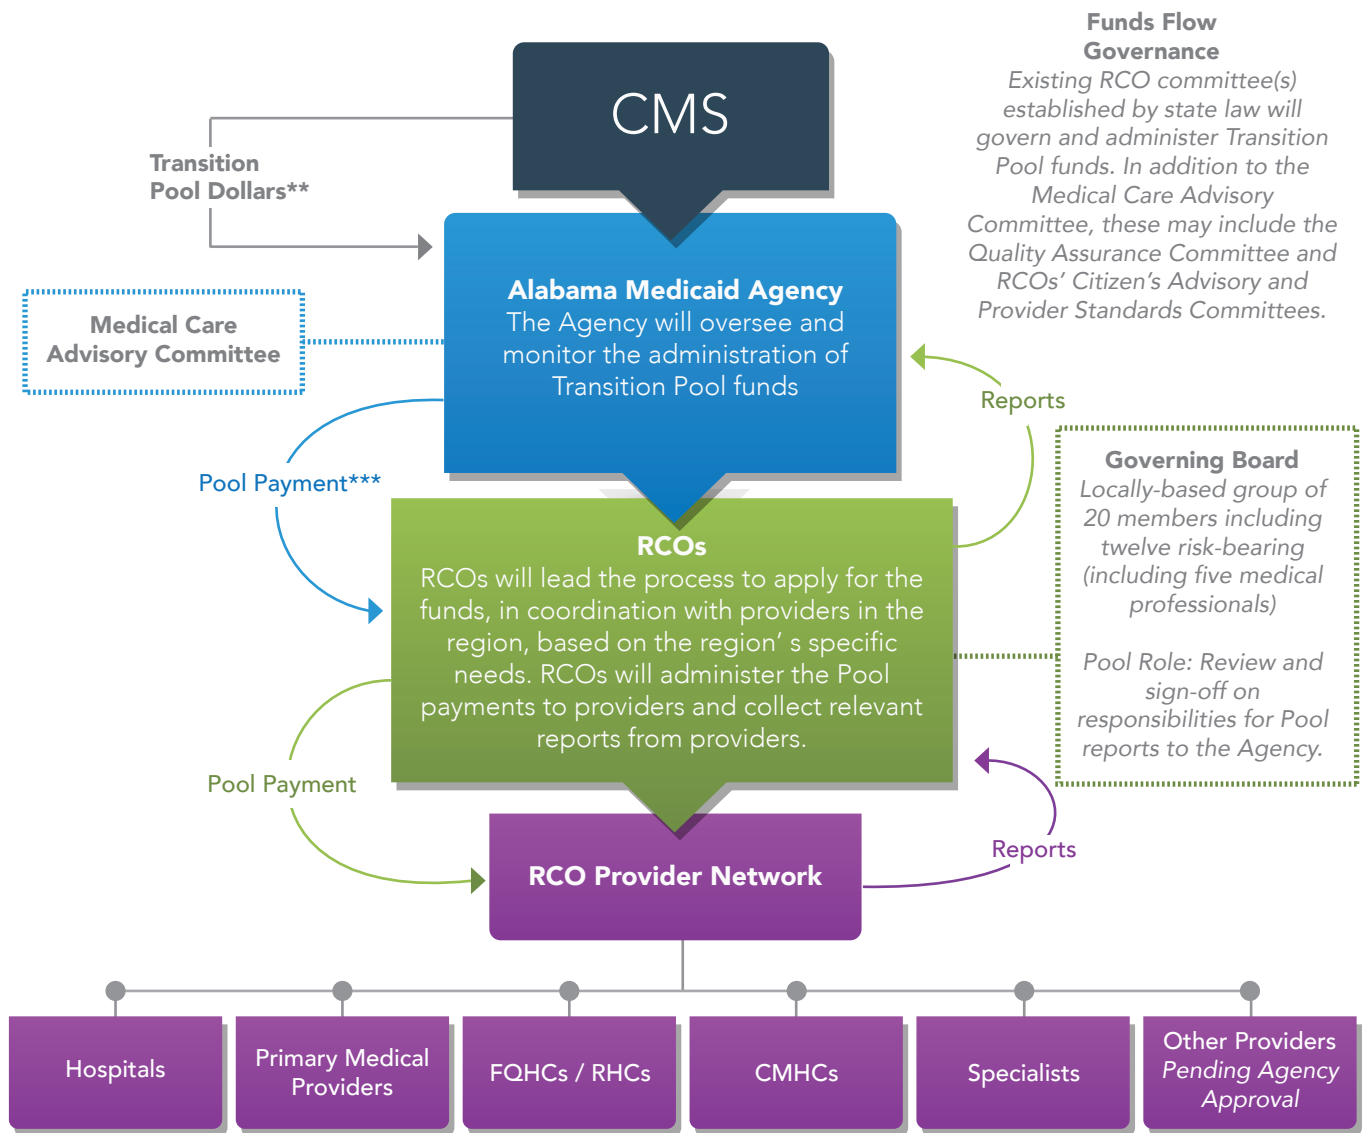 CMS
Funds Flow
Governance
Existing RCO committee(s)
established by state law will
govern and administer Transition
Pool funds. In addition to the
Medical Care Advisory
Committee, these may include the
Quality Assurance Committee and
RCOs’ Citizen’s Advisory and
Provider Standards Committees.
Transition
Pool Dollars**
Alabama Medicaid Agency
The Agency will oversee and
monitor the administration of
Transition Pool funds
Medical Care
Advisory Committee
Reports
Pool Payment***
Governing Board
Locally-based group of
20 members including
twelve risk-bearing
(including five medical
professionals)
Pool Role: Review and
sign-off on
responsibilities for Pool
reports to the Agency.
RCOs
RCOs will lead the process to apply for the
funds, in coordination with providers in the
region, based on the region’ s specific
needs. RCOs will administer the Pool
payments to providers and collect relevant
reports from providers.
Pool Payment
Reports
RCO Provider Network
Hospitals
Primary Medical
Providers
FQHCs / RHCs
CMHCs
Specialists
Other Providers
Pending Agency
Approval